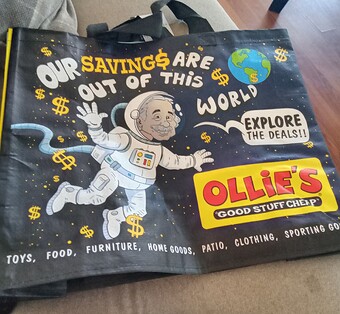 OUR SAVING$ ARE
OUT OF THIS
WORLD
EXPLORE
THE DEALS!!
OLLiE'S
"GOOD STUFF CHEAP"
TOYS, FOOD, FURNITURE, HOME GOODS, PATIO, CLOTHING, SPORTING GO